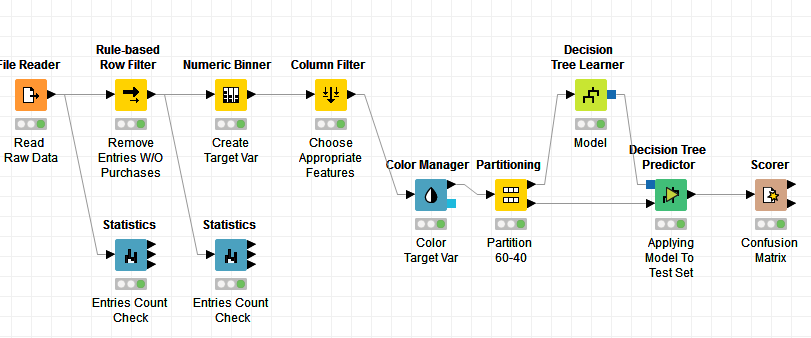 File Reader
Read
Raw Data
Rule-based
Row Filter
Remove
Entries W/O
Purchases
Numeric Binner
Create
Target Var
Column Filter
Choose
Appropriate
Features
Color Manager
Color
Target Var
Partitioning
Partition
60-40
Decision
Tree Learner
Model
Decision Tree
Predictor
Applying
Model To
Test Set
Scorer
Confusion
Matrix
Statistics
Entries Count
Check
Statistics
Entries Count
Check